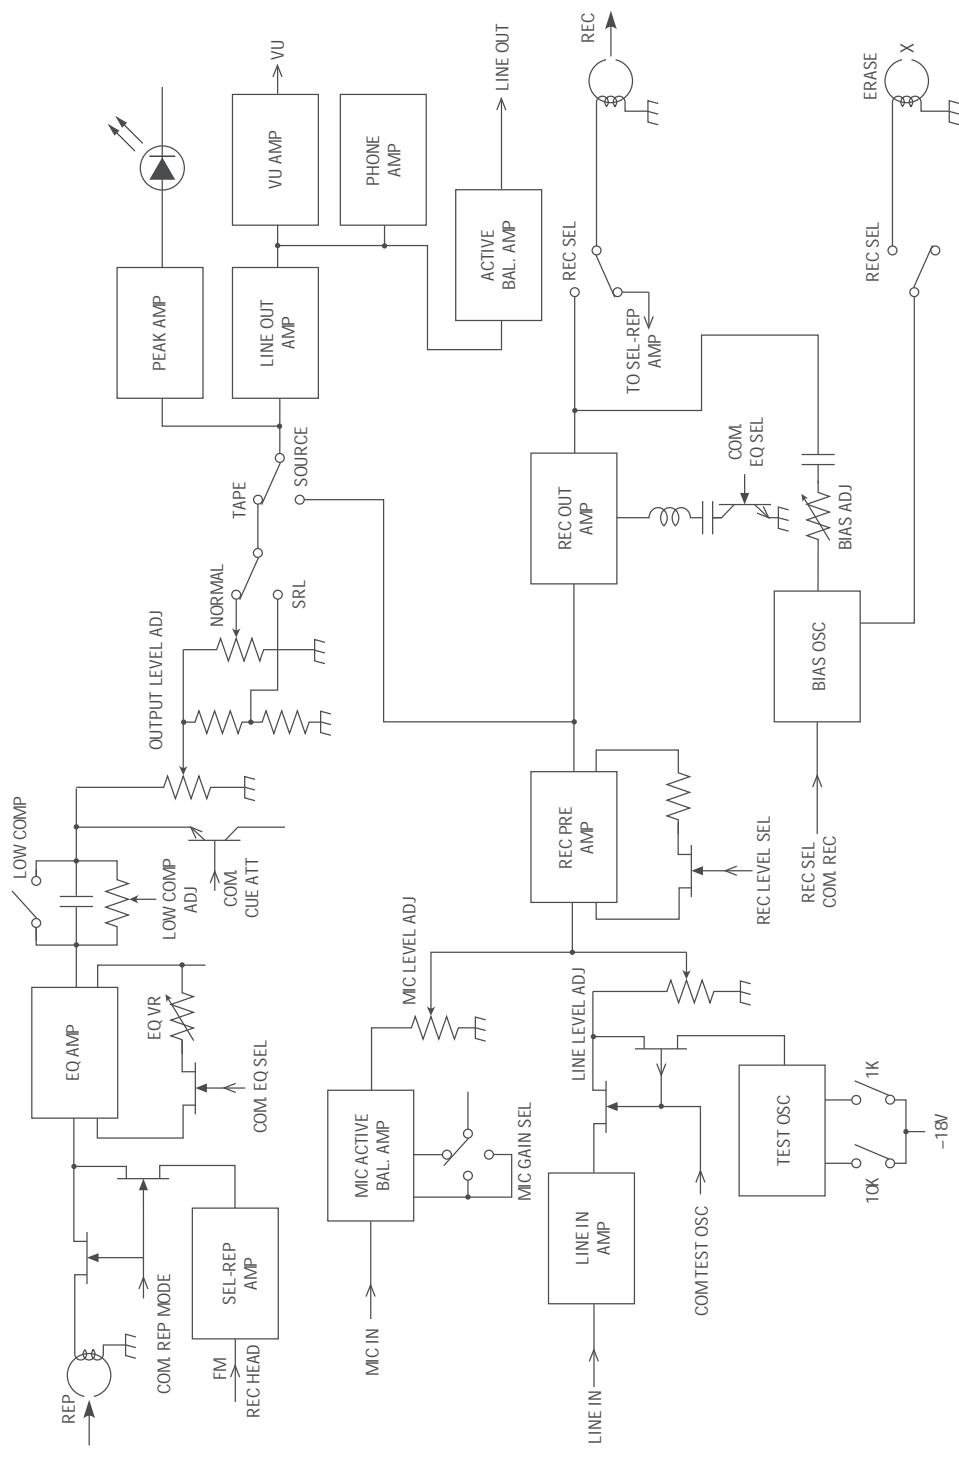 REP
COM. REP MODE
FM
REC HEAD
SEL-REP
AMP
EQ AMP
EQ VR
COM. EQ SEL
LOW COMP
LOW COMP
ADJ
COM.
CUE ATT
OUTPUT LEVEL ADJ
NORMAL
SRL
TAPE
SOURCE
PEAK AMP
LINE OUT
AMP
VU AMP
VU
PHONE
AMP
ACTIVE
BAL. AMP
LINE OUT
MIC IN
MIC ACTIVE
BAL. AMP
MIC GAIN SEL
MIC LEVEL ADJ
LINE IN
LINE IN
AMP
LINE LEVEL ADJ
COM TEST OSC
TEST OSC
10K
1K
–18V
REC PRE
AMP
REC LEVEL SEL
REC OUT
AMP
COM.
EQ SEL
REC SEL
COM. REC
BIAS OSC
BIAS ADJ
REC SEL
TO SEL-REP
AMP
REC
REC SEL
ERASE
X